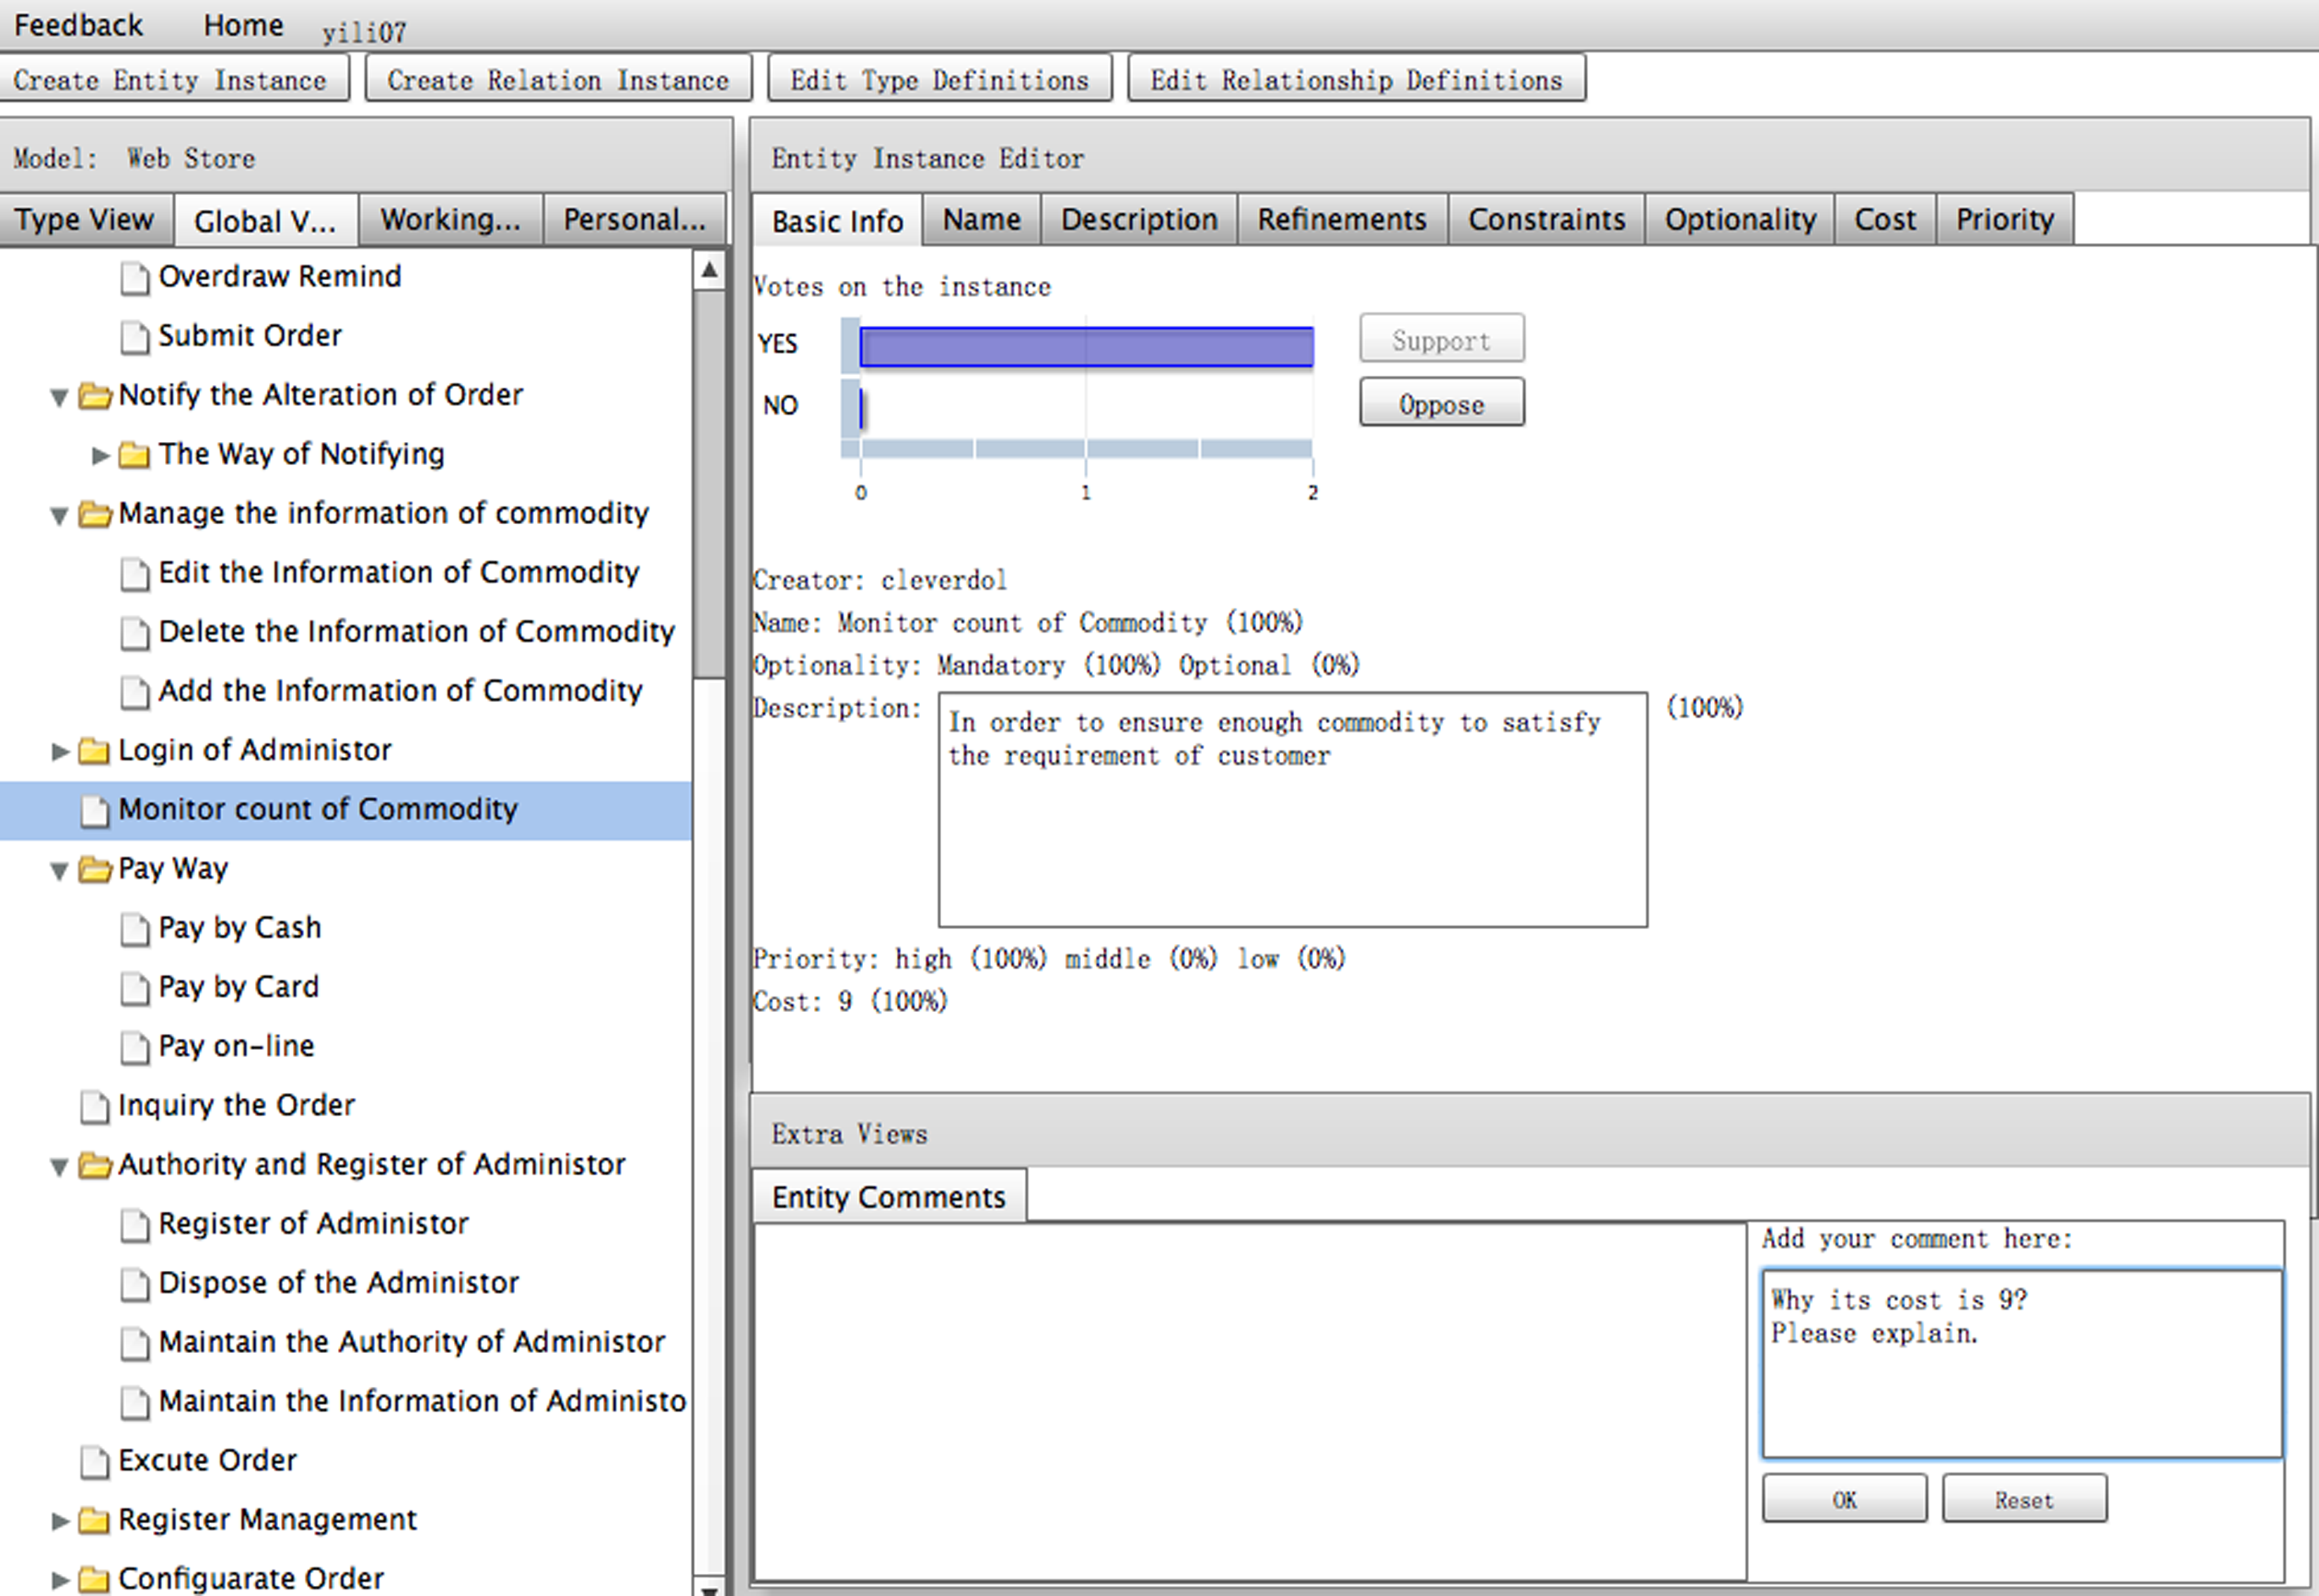 Feedback Home yili07
Create Entity Instance Create Relation Instance Edit Type Definitions Edit Relationship Definitions
Model: Web Store
Type View Global V... Working... Personal...
Overdraw Remind
Submit Order
Notify the Alteration of Order
The Way of Notifying
Manage the information of commodity
Edit the Information of Commodity
Delete the Information of Commodity
Add the Information of Commodity
Login of Administor
Monitor count of Commodity
Pay Way
Pay by Cash
Pay by Card
Pay on-line
Inquiry the Order
Authority and Register of Administor
Register of Administor
Dispose of the Administor
Maintain the Authority of Administor
Maintain the Information of Administo
Excute Order
Register Management
Configuarate Order
Entity Instance Editor
Basic Info Name Description Refinements Constraints Optionality Cost Priority
Votes on the instance
YES Support
NO Oppose
0 1 2
Creator: cleverdol
Name: Monitor count of Commodity (100%)
Optionality: Mandatory (100%) Optional (0%)
Description: In order to ensure enough commodity to satisfy (100%)
the requirement of customer
Priority: high (100%) middle (0%) low (0%)
Cost: 9 (100%)
Extra Views
Entity Comments
Add your comment here:
Why its cost is 9?
Please explain.
OK Reset